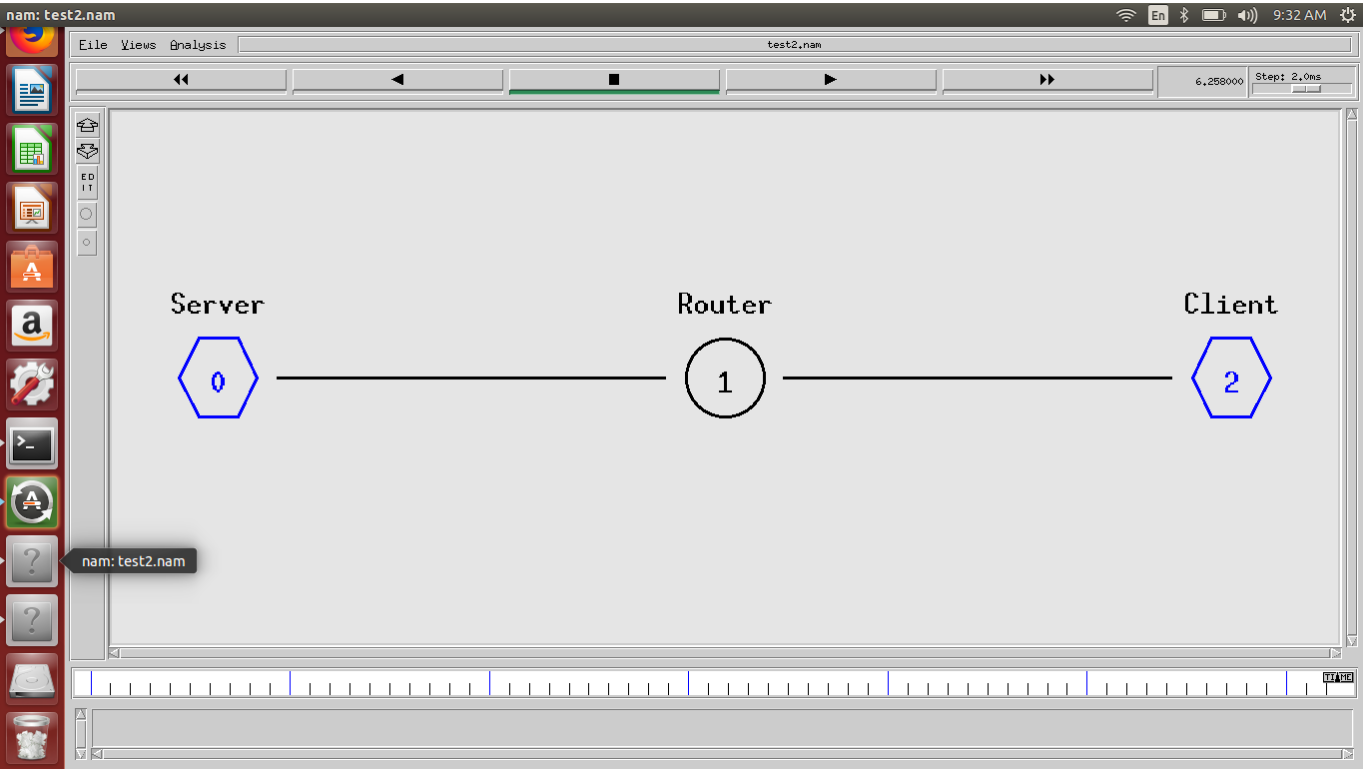 nam: test2.nam
En
9:32 AM
File Views Analysis
test2.nam
6.258000
Step: 2.0ms
ED
IT
Server
Router
Client
0
1
2
nam: test2.nam
TIME